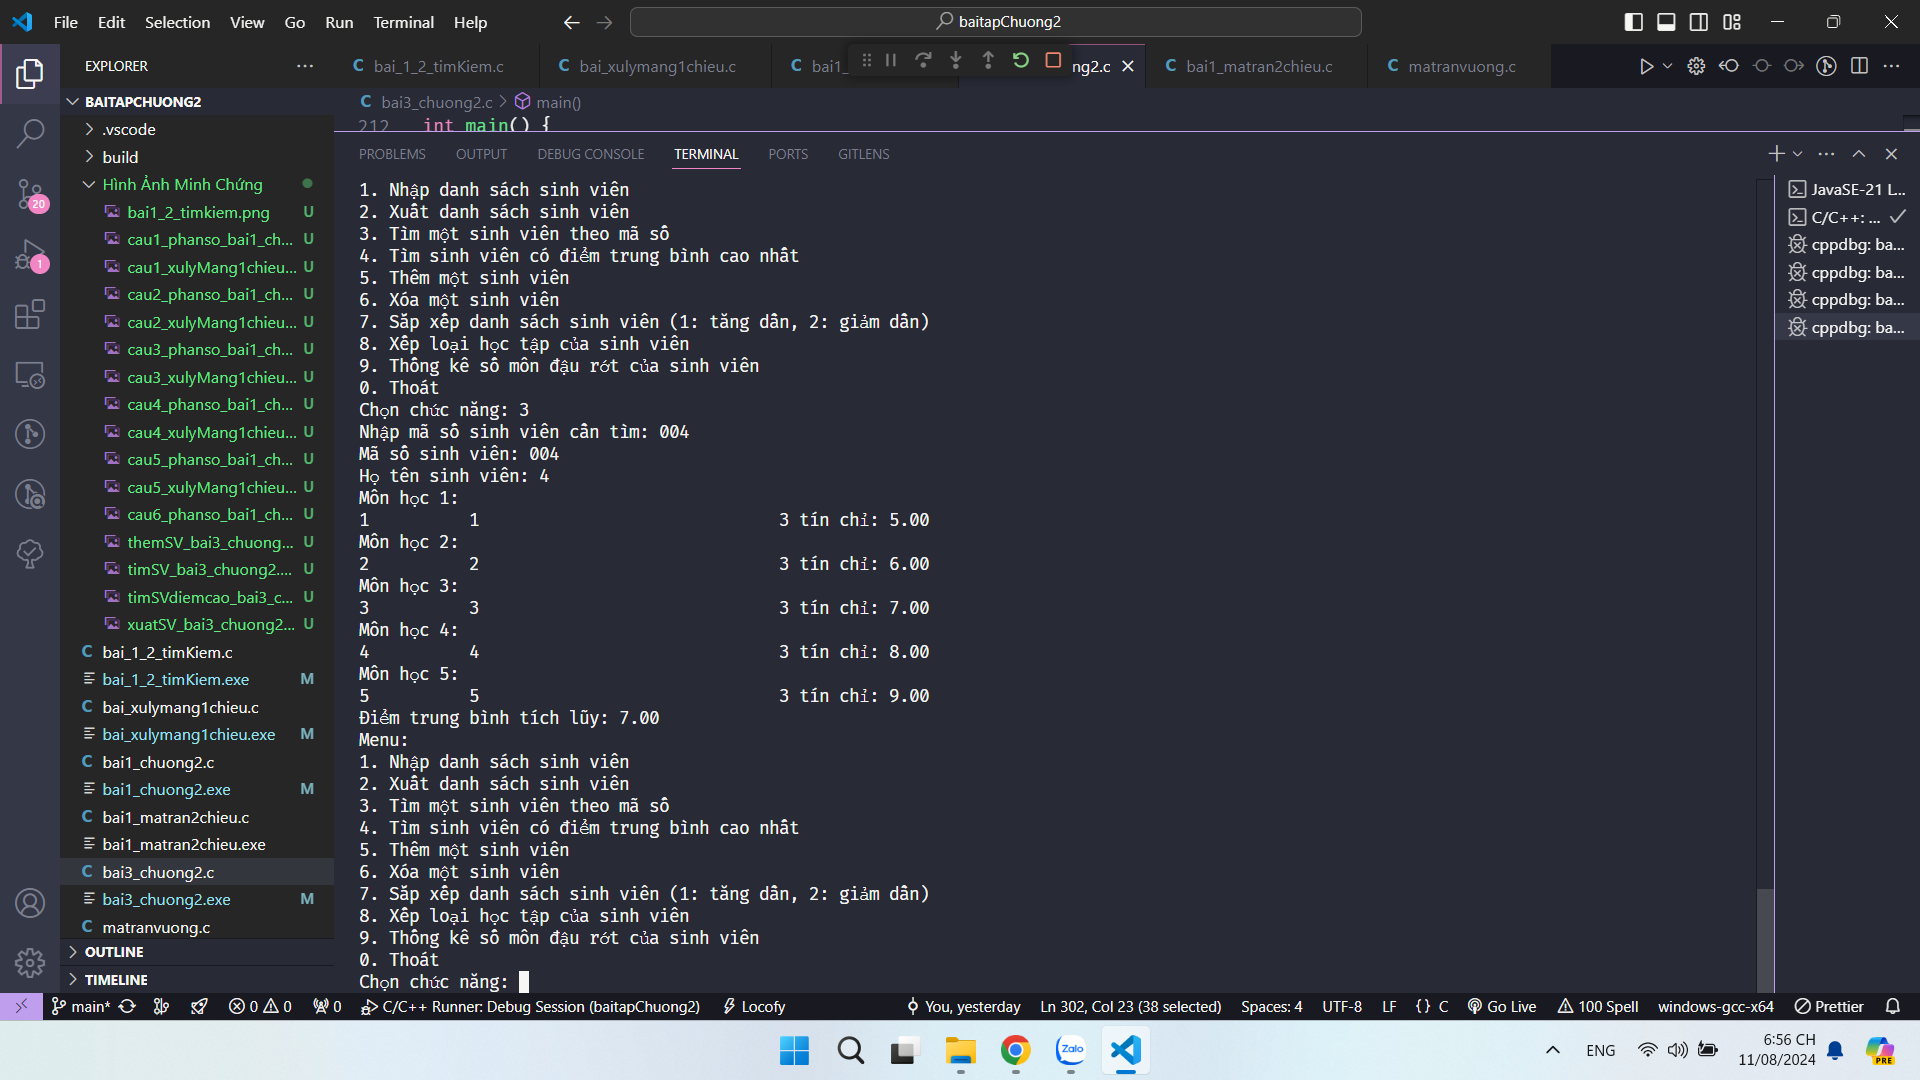 File Edit Selection View Go Run Terminal Help
baitapChuong2
EXPLORER
bai_1_2_timKiem.c
bai_xulymang1chieu.c
bai1_
ng2.c
bai1_matran2chieu.c
matranvuong.c
BAITAPCHUONG2
.vscode
build
Hình Ảnh Minh Chứng
bai1_2_timkiem.png U
cau1_phanso_bai1_ch... U
cau1_xulyMang1chieu... U
cau2_phanso_bai1_ch... U
cau2_xulyMang1chieu... U
cau3_phanso_bai1_ch... U
cau3_xulyMang1chieu... U
cau4_phanso_bai1_ch... U
cau4_xulyMang1chieu... U
cau5_phanso_bai1_ch... U
cau5_xulyMang1chieu... U
cau6_phanso_bai1_ch... U
themSV_bai3_chuong... U
timSV_bai3_chuong2.... U
timSVdiemcao_bai3_c... U
xuatSV_bai3_chuong2... U
C bai_1_2_timKiem.c
bai_1_2_timKiem.exe M
C bai_xulymang1chieu.c
bai_xulymang1chieu.exe M
C bai1_chuong2.c
bai1_chuong2.exe M
C bai1_matran2chieu.c
bai1_matran2chieu.exe
C bai3_chuong2.c
bai3_chuong2.exe M
C matranvuong.c
OUTLINE
TIMELINE
20
1
C bai3_chuong2.c > main()
212 int main() {
PROBLEMS OUTPUT DEBUG CONSOLE TERMINAL PORTS GITLENS
1. Nhập danh sách sinh viên
2. Xuất danh sách sinh viên
3. Tìm một sinh viên theo mã số
4. Tìm sinh viên có điểm trung bình cao nhất
5. Thêm một sinh viên
6. Xóa một sinh viên
7. Sắp xếp danh sách sinh viên (1: tăng dần, 2: giảm dần)
8. Xếp loại học tập của sinh viên
9. Thống kê số môn đậu rớt của sinh viên
0. Thoát
Chọn chức năng: 3
Nhập mã số sinh viên cần tìm: 004
Mã số sinh viên: 004
Họ tên sinh viên: 4
Môn học 1:
1 1 3 tín chỉ: 5.00
Môn học 2:
2 2 3 tín chỉ: 6.00
Môn học 3:
3 3 3 tín chỉ: 7.00
Môn học 4:
4 4 3 tín chỉ: 8.00
Môn học 5:
5 5 3 tín chỉ: 9.00
Điểm trung bình tích lũy: 7.00
Menu:
1. Nhập danh sách sinh viên
2. Xuất danh sách sinh viên
3. Tìm một sinh viên theo mã số
4. Tìm sinh viên có điểm trung bình cao nhất
5. Thêm một sinh viên
6. Xóa một sinh viên
7. Sắp xếp danh sách sinh viên (1: tăng dần, 2: giảm dần)
8. Xếp loại học tập của sinh viên
9. Thống kê số môn đậu rớt của sinh viên
0. Thoát
Chọn chức năng:
JavaSE-21 L...
C/C++: ...
cppdbg: ba...
cppdbg: ba...
cppdbg: ba...
cppdbg: ba...
main* 0 0 0 C/C++ Runner: Debug Session (baitapChuong2) Locofy You, yesterday Ln 302, Col 23 (38 selected) Spaces: 4 UTF-8 LF {} C Go Live 100 Spell windows-gcc-x64 Prettier
Zalo
ENG
6:56 CH
11/08/2024
PRE